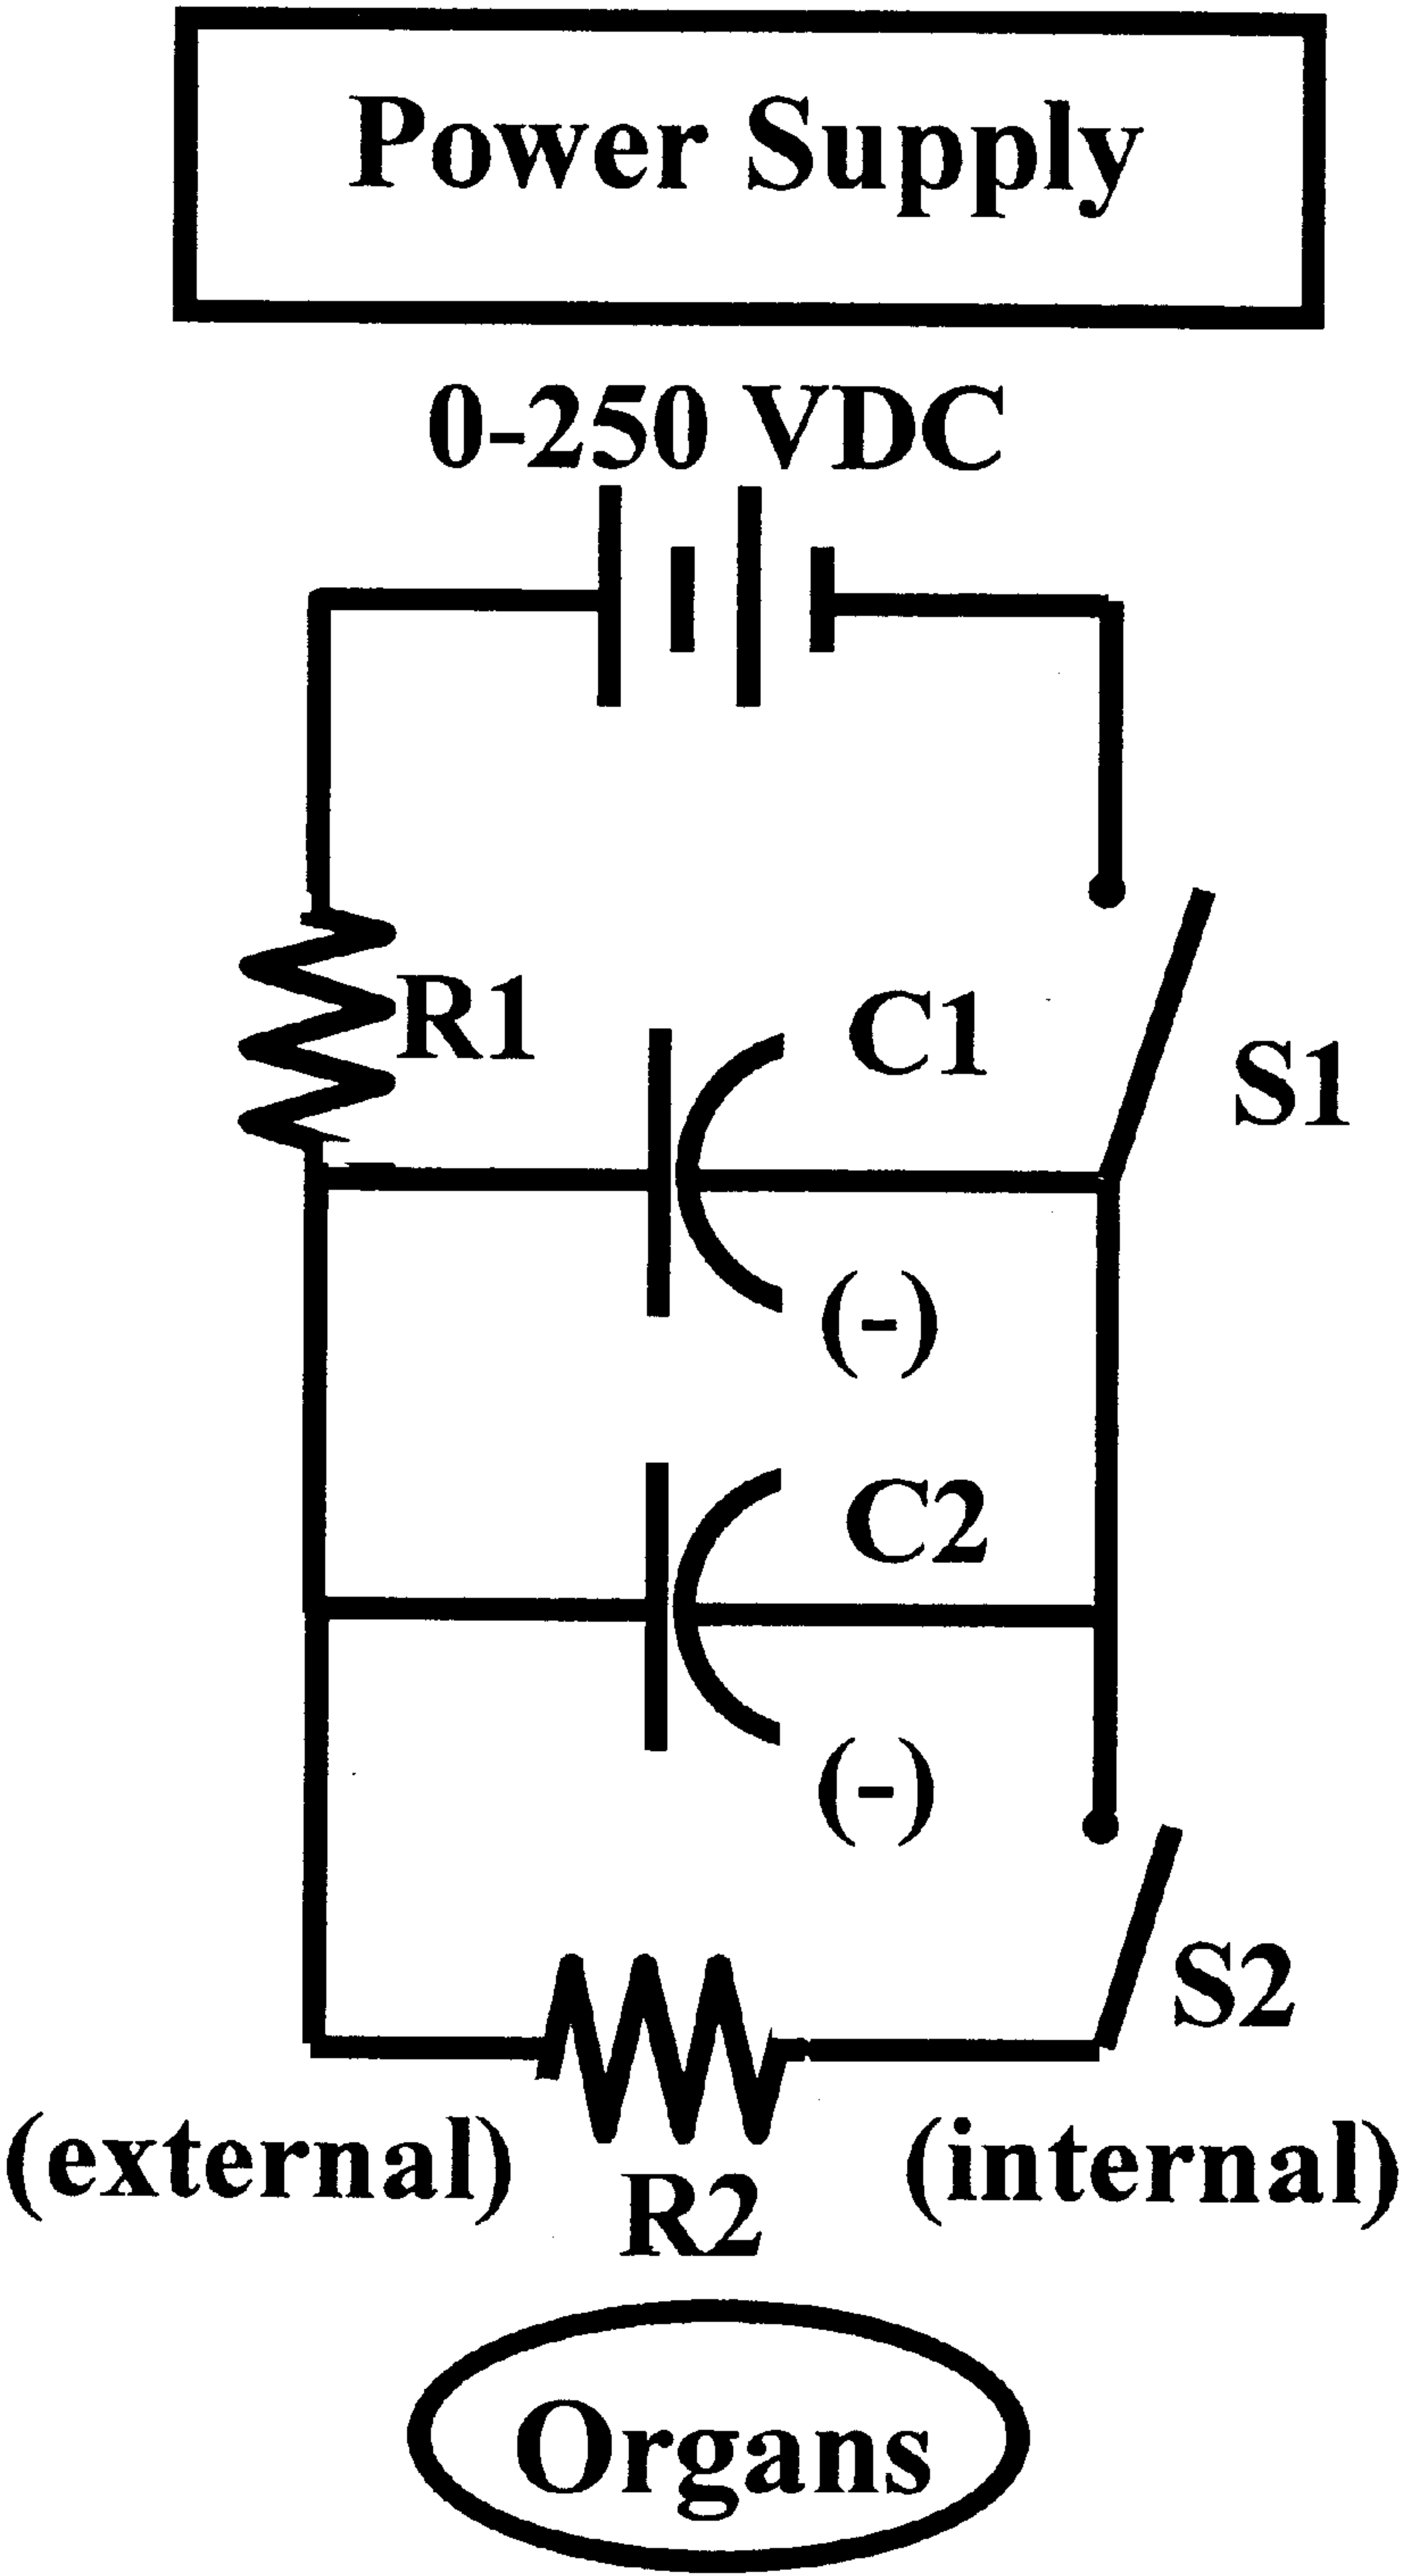 Power Supply
0-250 VDC
R1
C1
S1
(-)
C2
(-)
S2
(external)
(internal)
R2
Organs